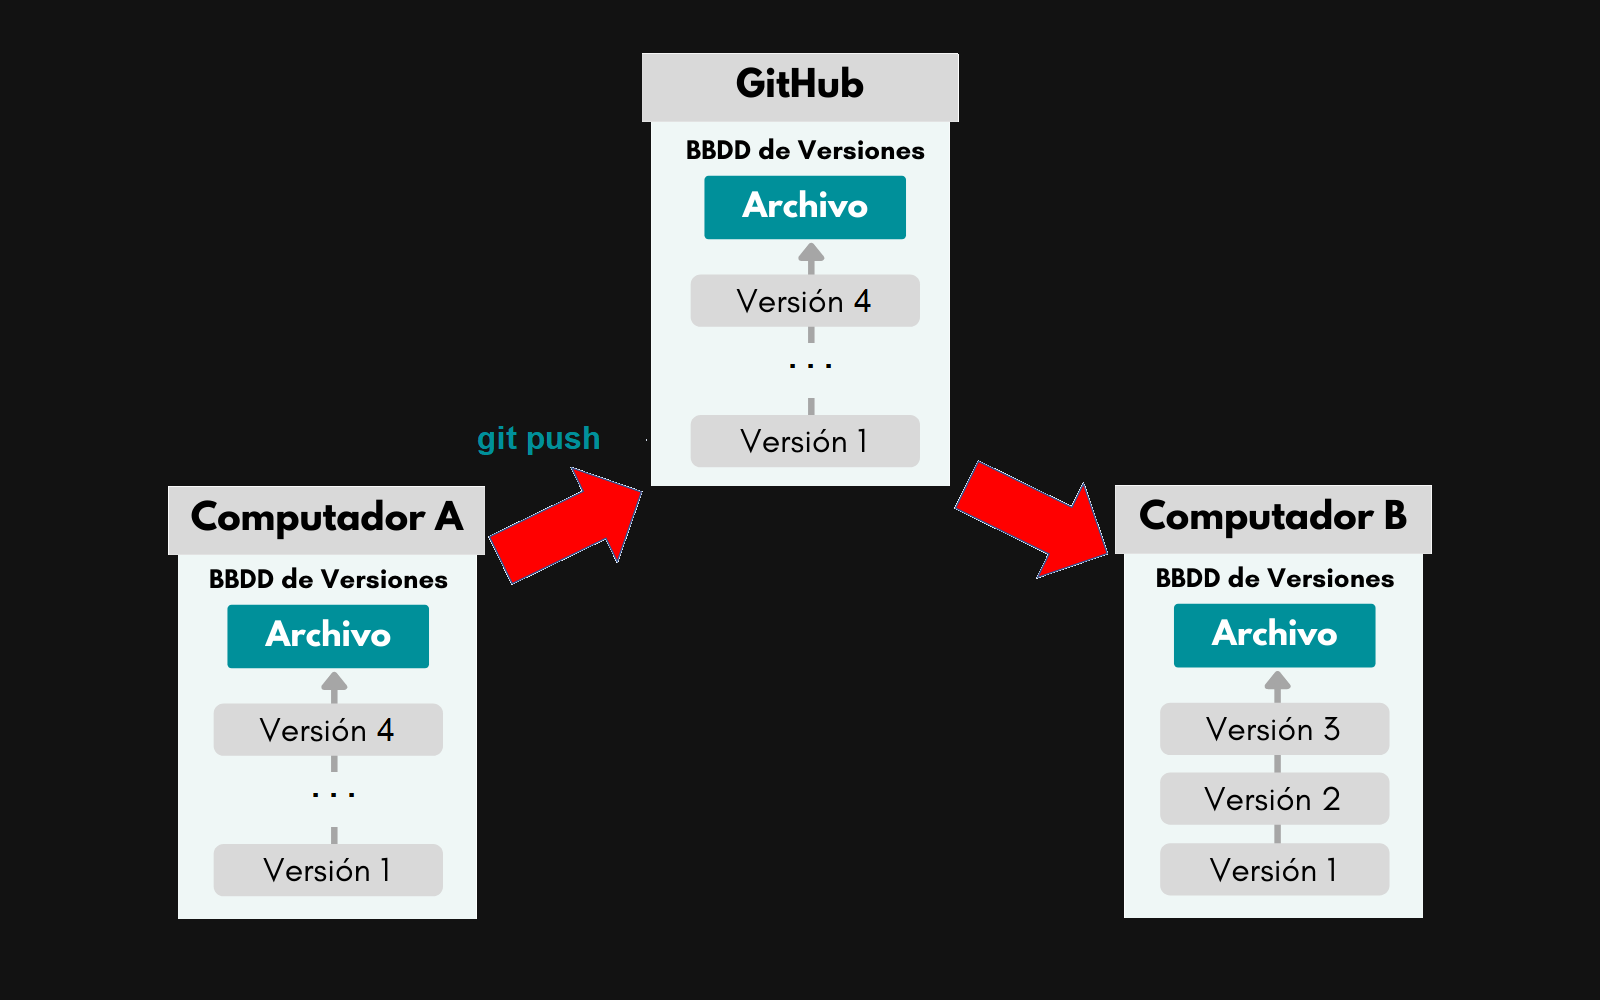 GitHub
BBDD de Versiones
Archivo
Versión 4
. . .
Versión 1
git push
Computador A
BBDD de Versiones
Archivo
Versión 4
. . .
Versión 1
Computador B
BBDD de Versiones
Archivo
Versión 3
Versión 2
Versión 1